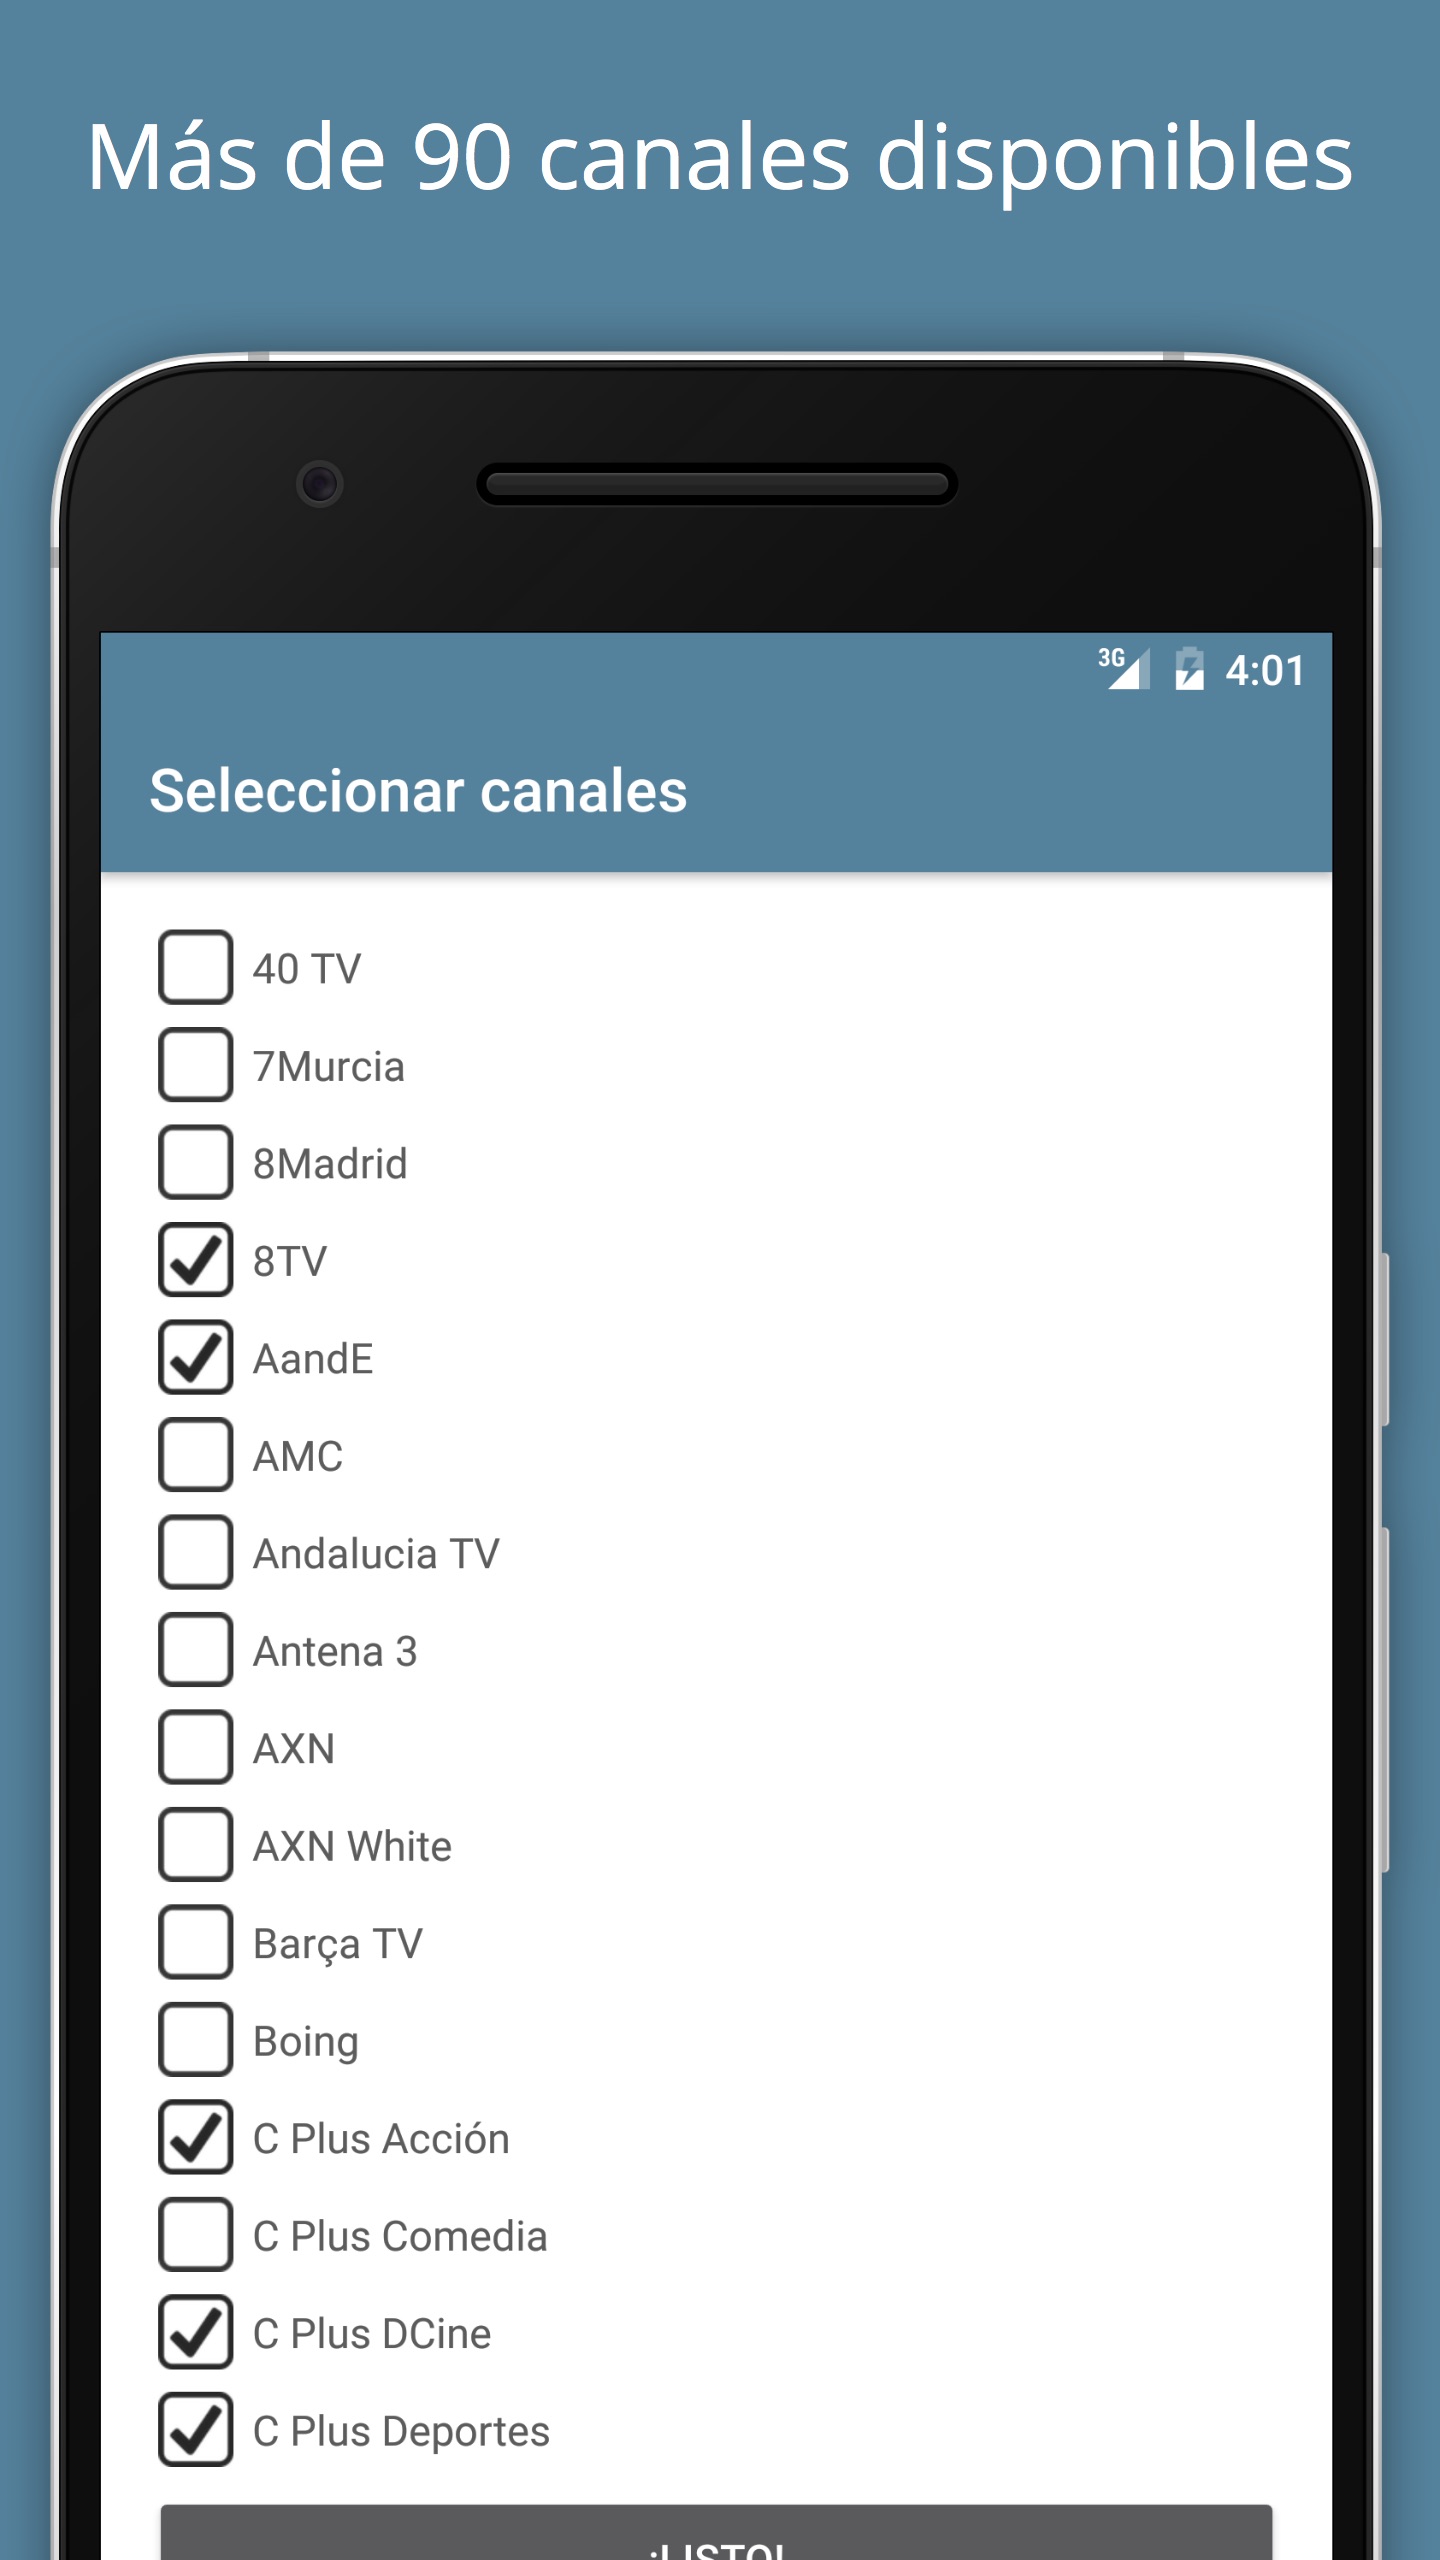 Más de 90 canales disponibles
3G 4:01
Seleccionar canales
40 TV
7Murcia
8Madrid
8TV
AandE
AMC
Andalucia TV
Antena 3
AXN
AXN White
Barça TV
Boing
C Plus Acción
C Plus Comedia
C Plus DCine
C Plus Deportes
¡LISTO!